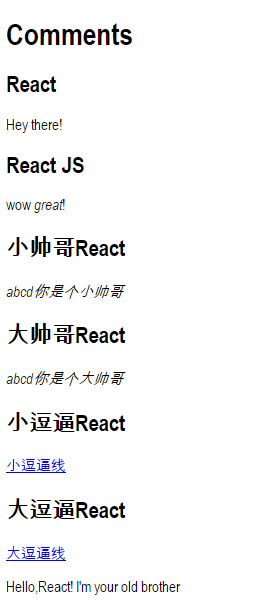 Comments
React
Hey there!
React JS
wow great!
小帅哥React
abcd你是个小帅哥
大帅哥React
abcd你是个大帅哥
小逗逼React
小逗逼线
大逗逼React
大逗逼线
Hello,React! I'm your old brother